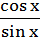 cos x
sin x